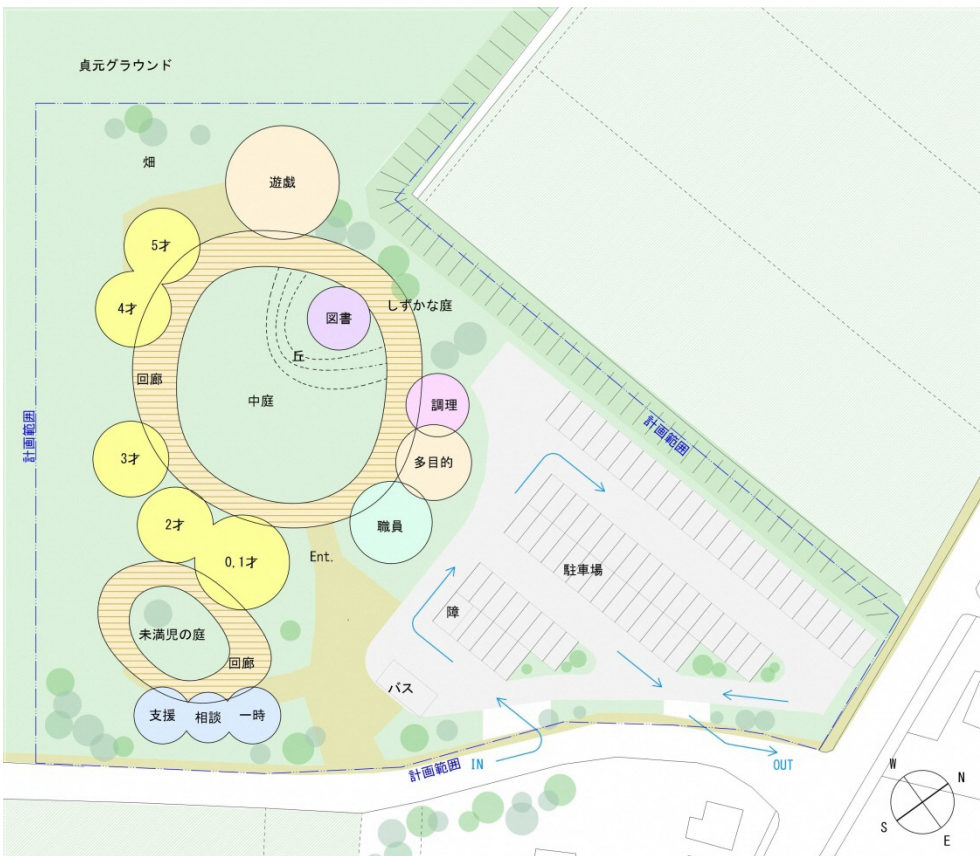 貞元グラウンド
畑
遊戯
5才
4才
しずかな庭
図書
丘
回廊
中庭
調理
計画範囲
計画範囲
3才
多目的
2才
職員
0,1才
Ent.
駐車場
障
未満児の庭
回廊
バス
支援
相談
一時
計画範囲
IN
OUT
W
N
S
E